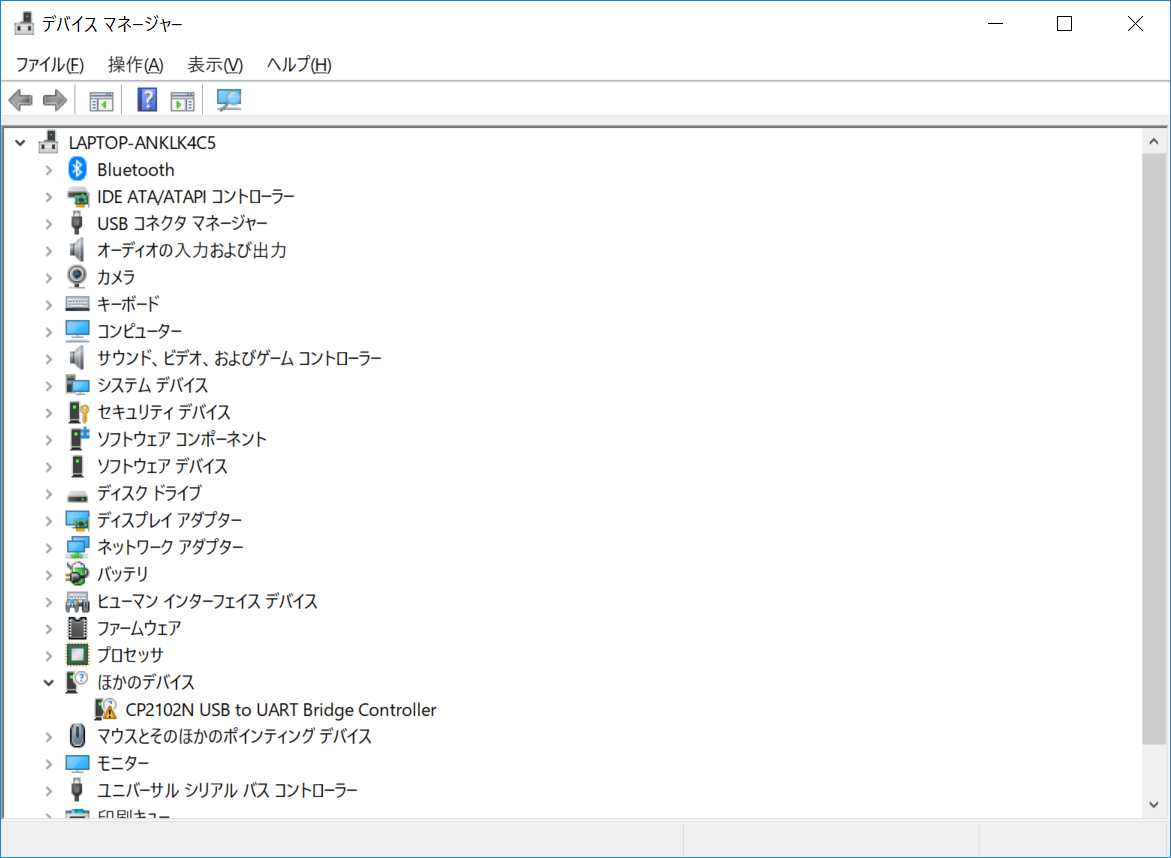 デバイス マネージャー
ファイル(F) 操作(A) 表示(V) ヘルプ(H)
LAPTOP-ANKLK4C5
Bluetooth
IDE ATA/ATAPI コントローラー
USB コネクタ マネージャー
オーディオの入力および出力
カメラ
キーボード
コンピューター
サウンド、ビデオ、およびゲーム コントローラー
システム デバイス
セキュリティ デバイス
ソフトウェア コンポーネント
ソフトウェア デバイス
ディスク ドライブ
ディスプレイ アダプター
ネットワーク アダプター
バッテリ
ヒューマン インターフェイス デバイス
ファームウェア
プロセッサ
ほかのデバイス
CP2102N USB to UART Bridge Controller
マウスとそのほかのポインティング デバイス
モニター
ユニバーサル シリアル バス コントローラー
印刷キュー